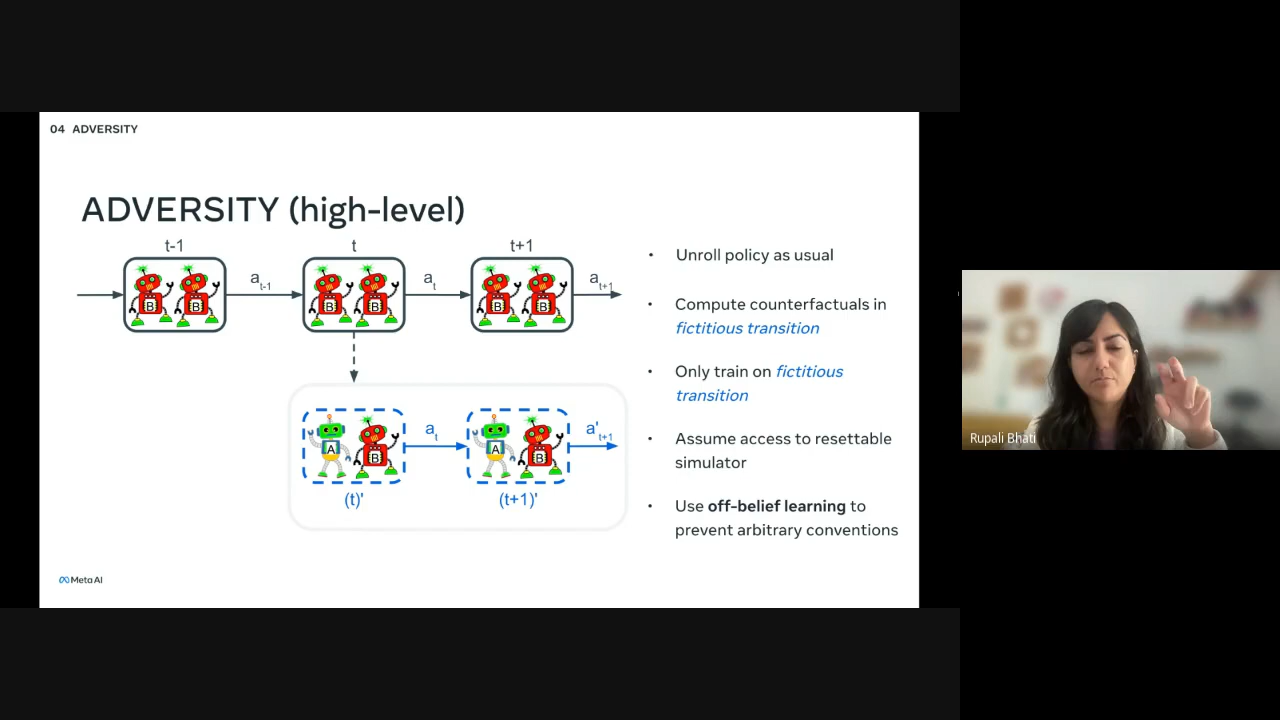 04 ADVERSITY
ADVERSITY (high-level)
t-1
t
t+1
B
B
a t-1
B
B
a t
B
B
a t+1
A
B
a t
A
B
a' t+1
(t)'
(t+1)'
• Unroll policy as usual
• Compute counterfactuals in
fictitious transition
• Only train on fictitious
transition
• Assume access to resettable
simulator
• Use off-belief learning to
prevent arbitrary conventions
Meta AI
Rupali Bhati